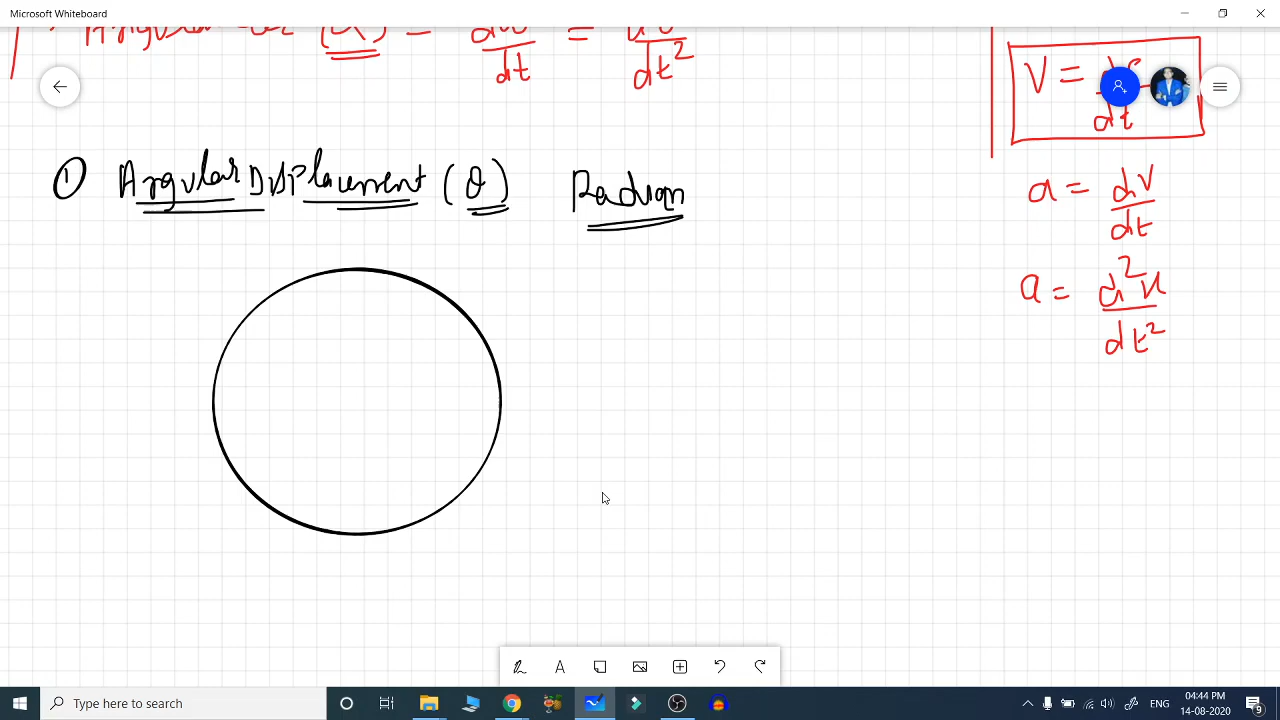 Microsoft Whiteboard
dt = dt²
V =
dt
① Angular Displacement (θ) Radian
a = dV
dt
a = d²x
dt²
Type here to search
ENG
04:44 PM
14-08-2020
9